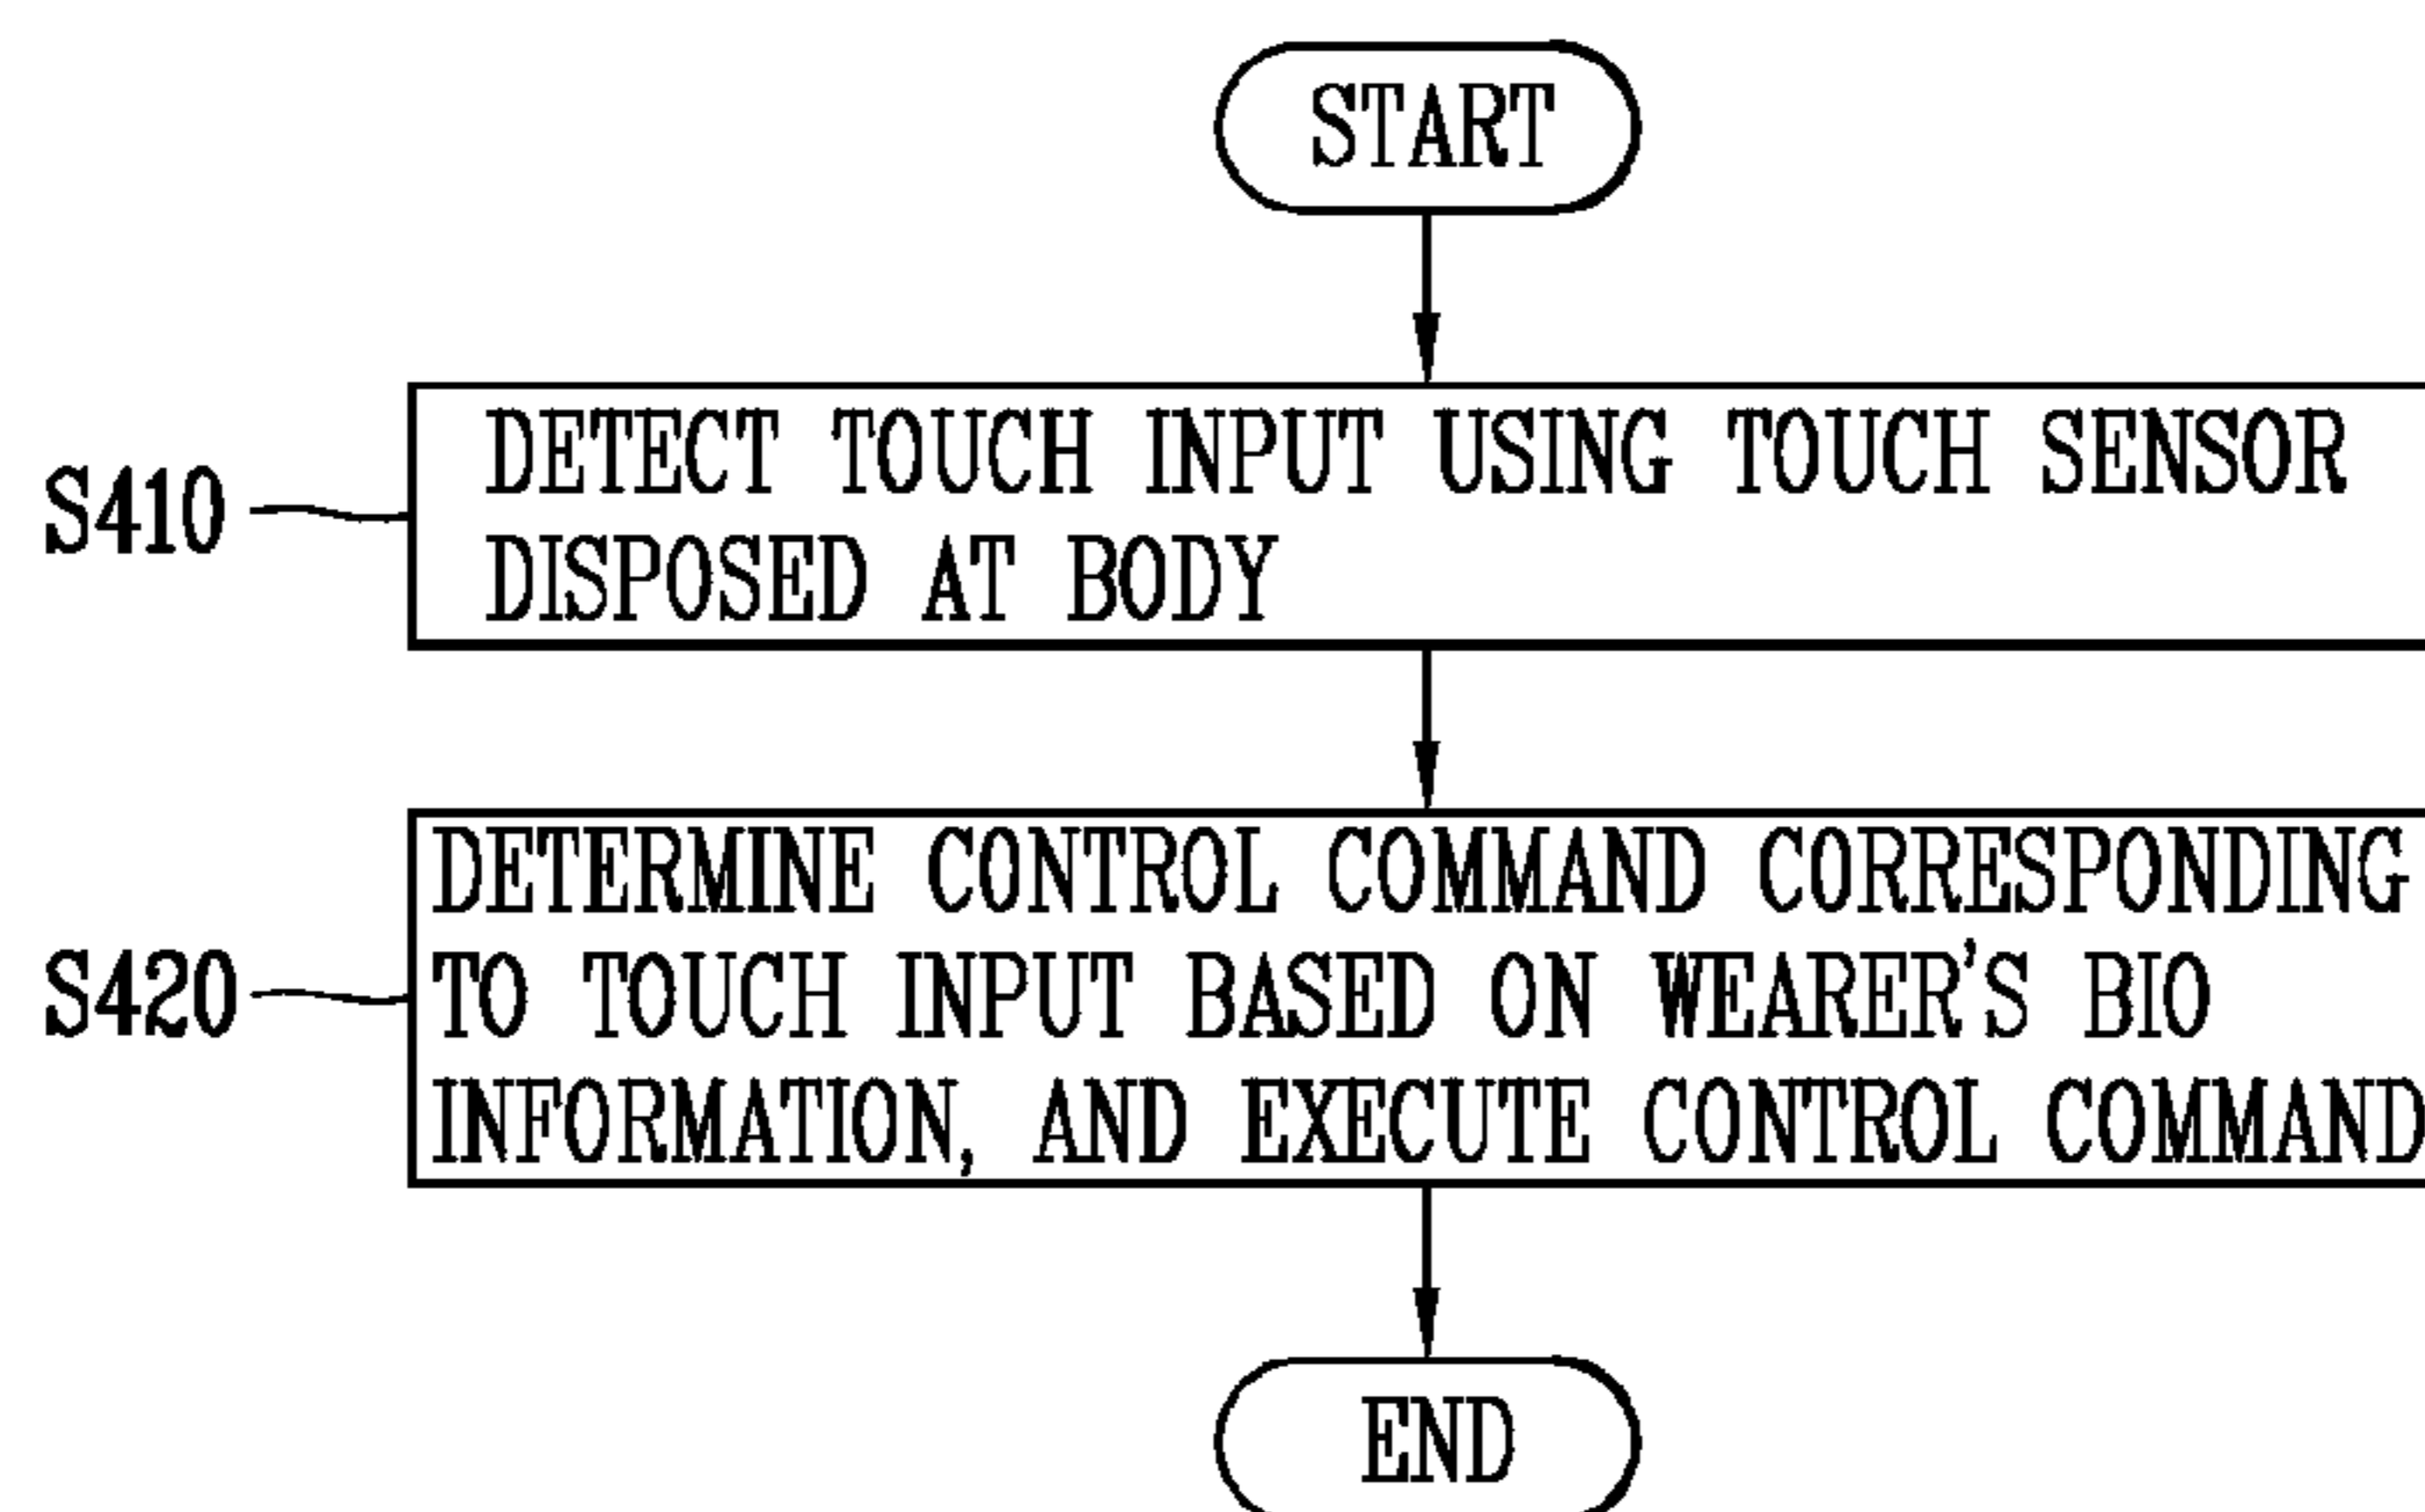 START
S410
DETECT TOUCH INPUT USING TOUCH SENSOR
DISPOSED AT BODY
S420
DETERMINE CONTROL COMMAND CORRESPONDING
TO TOUCH INPUT BASED ON WEARER'S BIO
INFORMATION, AND EXECUTE CONTROL COMMAND
END